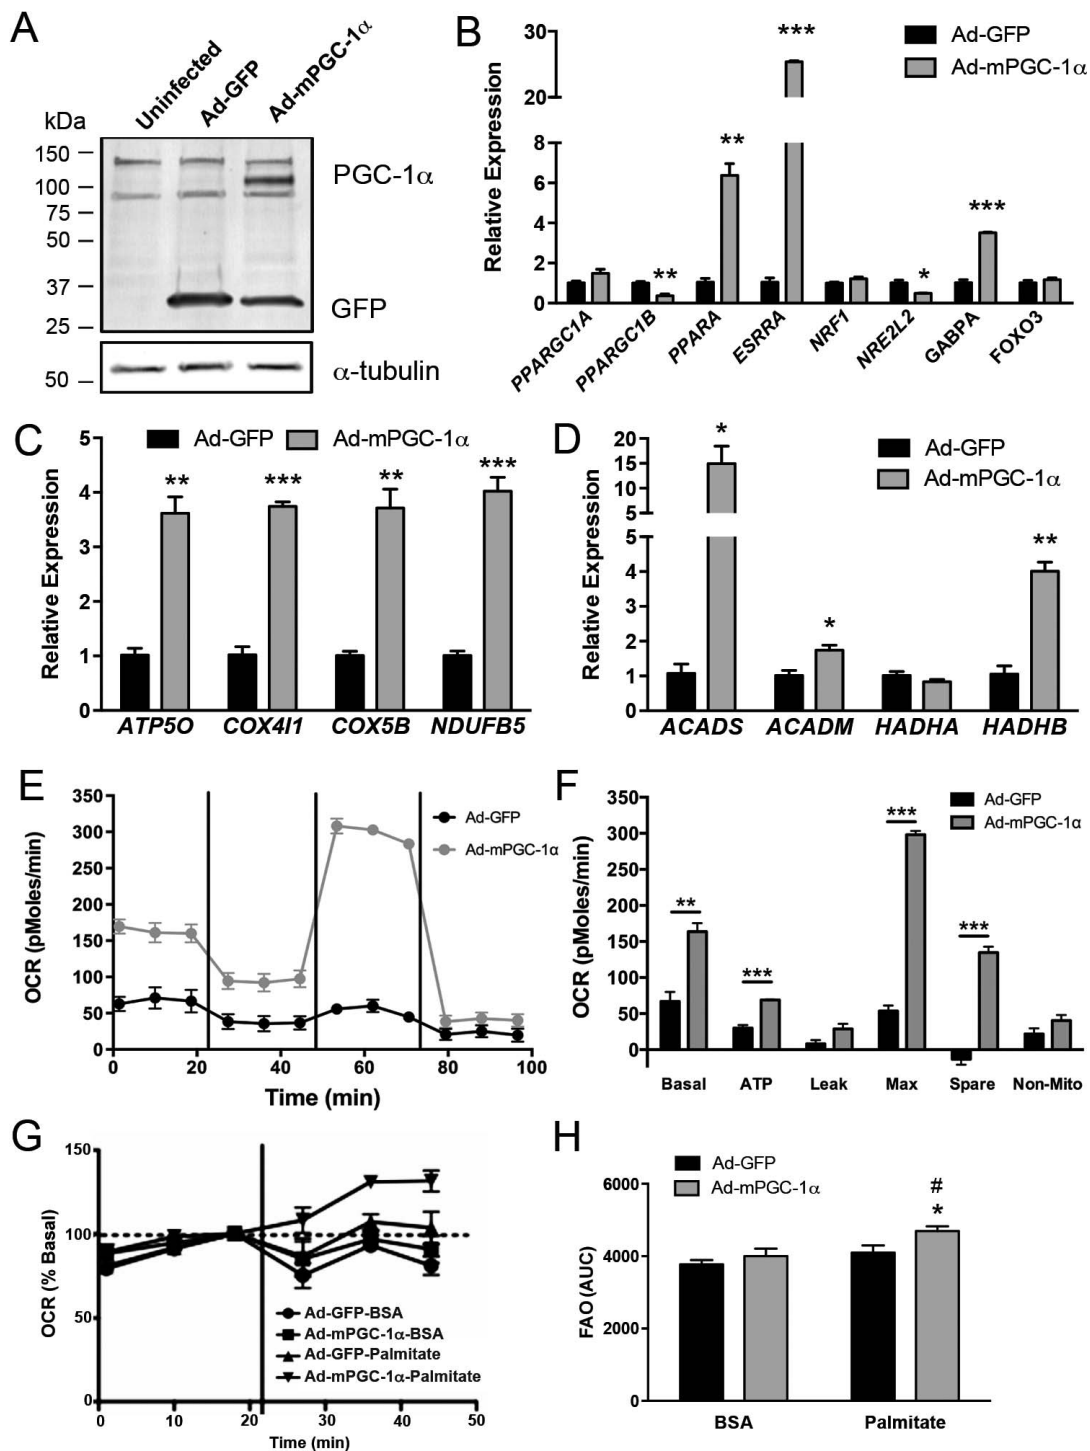 A
Uninfected
Ad-GFP
Ad-mPGC-1α
kDa
150
100
75
50
37
25
50
PGC-1α
GFP
α-tubulin
B
Relative Expression
30
20
8
6
4
2
0
***
**
**
*
***
Ad-GFP
Ad-mPGC-1α
PPARGC1A
PPARGC1B
PPARA
ESRRA
NRF1
NRE2L2
GABPA
FOXO3
C
Relative Expression
5
4
3
2
1
0
Ad-GFP
Ad-mPGC-1α
**
***
**
***
ATP5O
COX4I1
COX5B
NDUFB5
D
Relative Expression
20
15
10
5
5
4
3
2
1
0
*
*
**
Ad-GFP
Ad-mPGC-1α
ACADS
ACADM
HADHA
HADHB
E
OCR (pMoles/min)
350
300
250
200
150
100
50
0
Ad-GFP
Ad-mPGC-1α
0 20 40 60 80 100
Time (min)
F
OCR (pMoles/min)
350
300
250
200
150
100
50
0
Ad-GFP
Ad-mPGC-1α
**
***
***
***
Basal ATP Leak Max Spare Non-Mito
G
OCR (% Basal)
150
100
50
0
Ad-GFP-BSA
Ad-mPGC-1α-BSA
Ad-GFP-Palmitate
Ad-mPGC-1α-Palmitate
0 10 20 30 40 50
Time (min)
H
FAO (AUC)
6000
4000
2000
0
Ad-GFP
Ad-mPGC-1α
#
*
BSA Palmitate